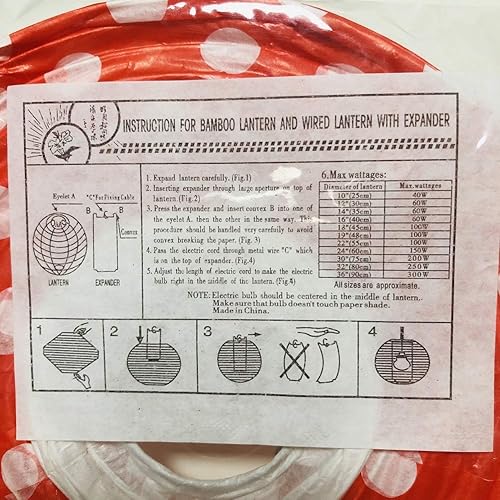 INSTRUCTION FOR BAMBOO LANTERN AND WIRED LANTERN WITH EXPANDER
Eyelet A "C"ForFixingCable
B B
Convex
LANTERN EXPANDER
1. Expand lantern carefully. (Fig.1)
2. Inserting expander through large aperture on top of
lantern. (Fig.2)
3. Press the expander and insert convex B into one of
the eyelet A, then the other in the same way. This
procedure should be handled very carefully to avoid
convex breaking the paper. (Fig. 3)
4. Pass the electric cord through metal wire "C" which
is on the top of expander. (Fig.4)
5. Adjust the length of electric cord to make the electric
bulb right in the middle of the lantern. (Fig.4)
6. Max wattages:
Diameter of lantern Max. wattages
10"(25cm) 40W
12"(30cm) 60W
14"(35cm) 60W
16"(40cm) 60W
18"(45cm) 100W
19"(48cm) 100W
22"(55cm) 100W
24"(60cm) 150W
30"(75cm) 200W
32"(80cm) 250W
36"(90cm) 300W
All sizes are approximate.
NOTE: Electric bulb should be centered in the middle of lantern.
Make sure that bulb doesn't touch paper shade.
Made in China.
1 2 3 4